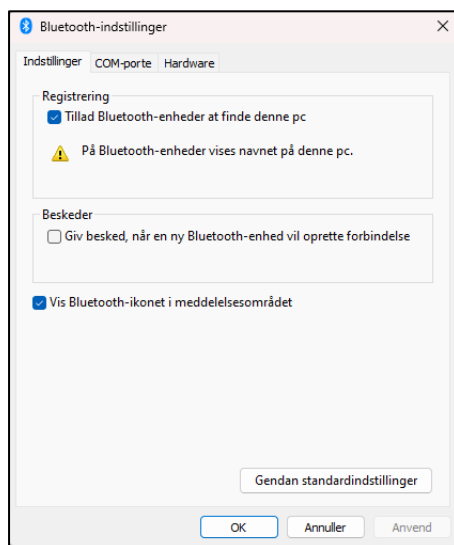 Bluetooth-indstillinger
Indstillinger COM-porte Hardware
Registrering
Tillad Bluetooth-enheder at finde denne pc
På Bluetooth-enheder vises navnet på denne pc.
Beskeder
Giv besked, når en ny Bluetooth-enhed vil oprette forbindelse
Vis Bluetooth-ikonet i meddelelsesområdet
Gendan standardindstillinger
OK Annuller Anvend